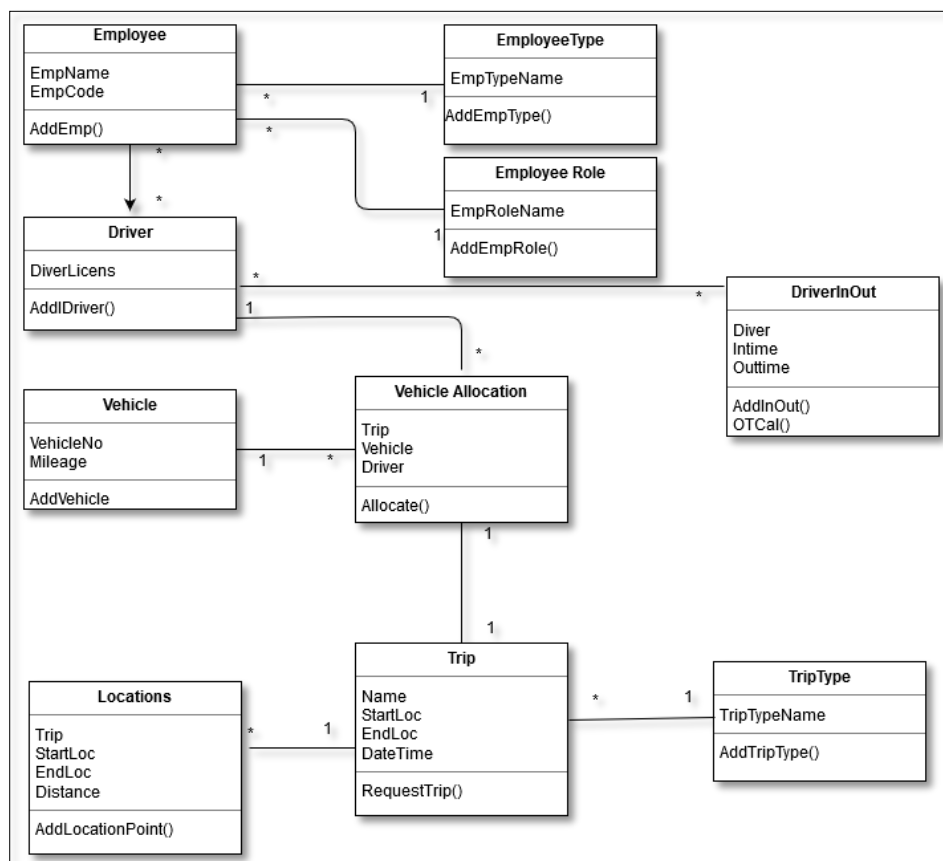 Employee
EmpName
EmpCode
AddEmp()
EmployeeType
EmpTypeName
AddEmpType()
*
1
*
Employee Role
EmpRoleName
AddEmpRole()
1
*
*
Driver
DiverLicens
AddlDriver()
*
*
1
*
DriverInOut
Diver
Intime
Outtime
AddInOut()
OTCal()
Vehicle
VehicleNo
Mileage
AddVehicle
1
*
Vehicle Allocation
Trip
Vehicle
Driver
Allocate()
1
1
Trip
Name
StartLoc
EndLoc
DateTime
RequestTrip()
Locations
Trip
StartLoc
EndLoc
Distance
AddLocationPoint()
*
1
*
1
TripType
TripTypeName
AddTripType()